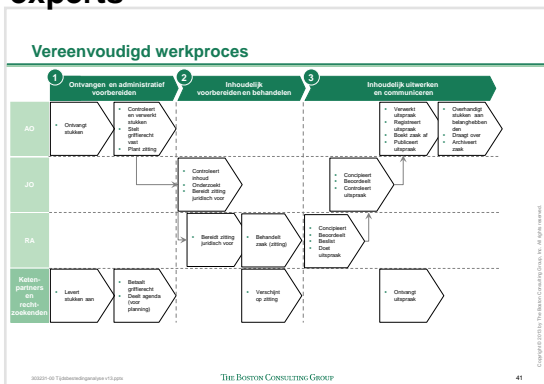 experts
Vereenvoudigd werkproces
1
Ontvangen en administratief
voorbereiden
2
Inhoudelijk
voorbereiden en behandelen
3
Inhoudelijk uitwerken
en communiceren
AD
• Ontvangt
stukken
• Controleert
en verwerkt
stukken
• Stelt
griffierecht
vast
• Plant zitting
• Verwerkt
uitspraak
• Registreert
uitspraak
• Boekt zaak af
• Publiceert
uitspraak
• Overhandigt
stukken aan
belanghebben
den
• Draagt over
• Archiveert
zaak
JD
• Controleert
inhoud
• Onderzoekt
• Bereidt zitting
juridisch voor
• Concipieert
• Beoordeelt
• Controleert
uitspraak
RA
• Bereidt zitting
juridisch voor
• Behandelt
zaak (zitting)
• Concipieert
• Beoordeelt
• Beslist
• Doet
uitspraak
Keten-
partners
en
recht-
zoekenden
• Levert
stukken aan
• Betaalt
griffierecht
• Deelt agenda
(voor
planning)
• Verschijnt
op zitting
• Ontvangt
uitspraak
THE BOSTON CONSULTING GROUP
41